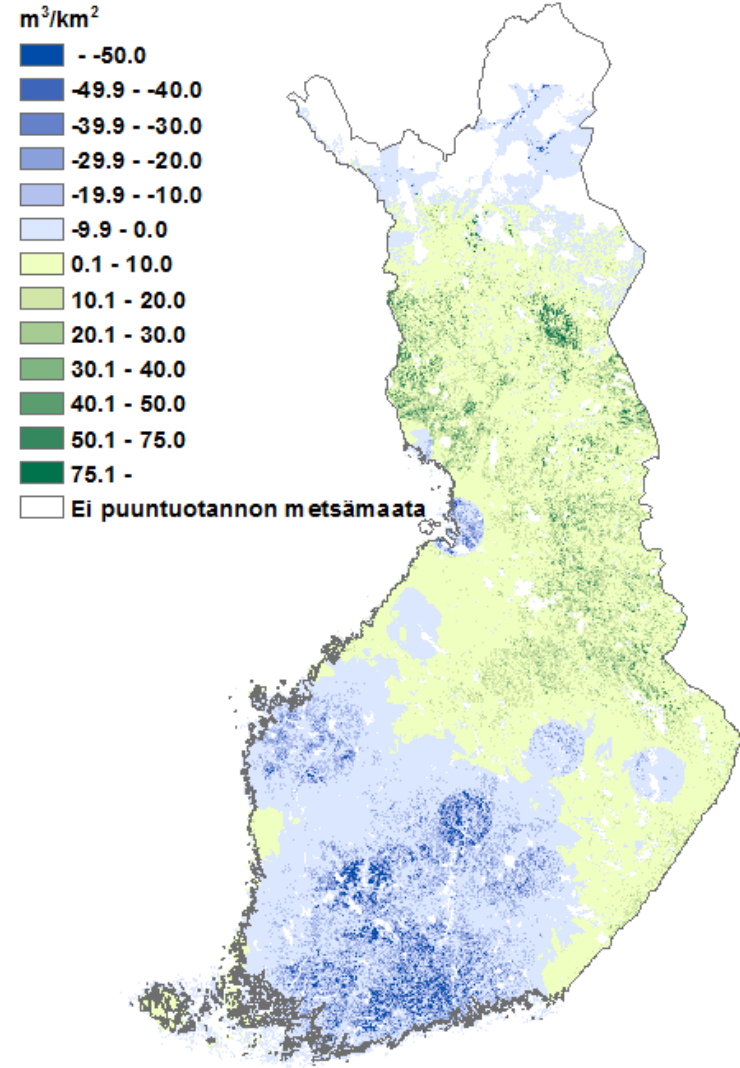 m³/km²
- -50.0
-49.9 - -40.0
-39.9 - -30.0
-29.9 - -20.0
-19.9 - -10.0
-9.9 - 0.0
0.1 - 10.0
10.1 - 20.0
20.1 - 30.0
30.1 - 40.0
40.1 - 50.0
50.1 - 75.0
75.1 -
Ei puuntuotannon metsämaata